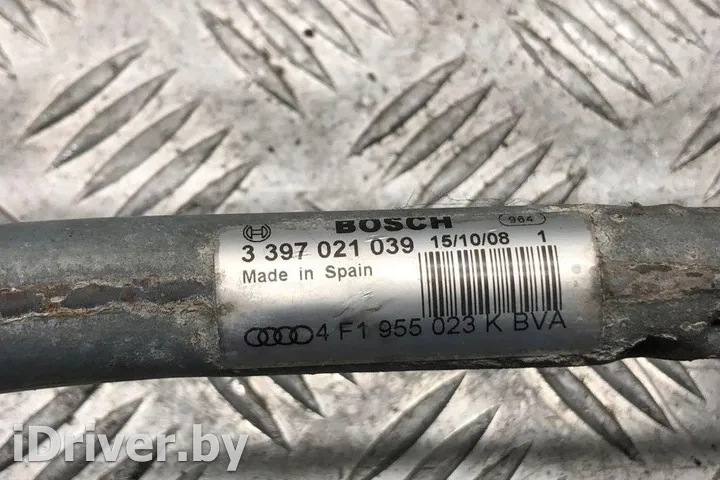 BOSCH 964
3 397 021 039 15/10/08 1
Made in Spain
4 F1 955 023 K BVA
iDriver.by